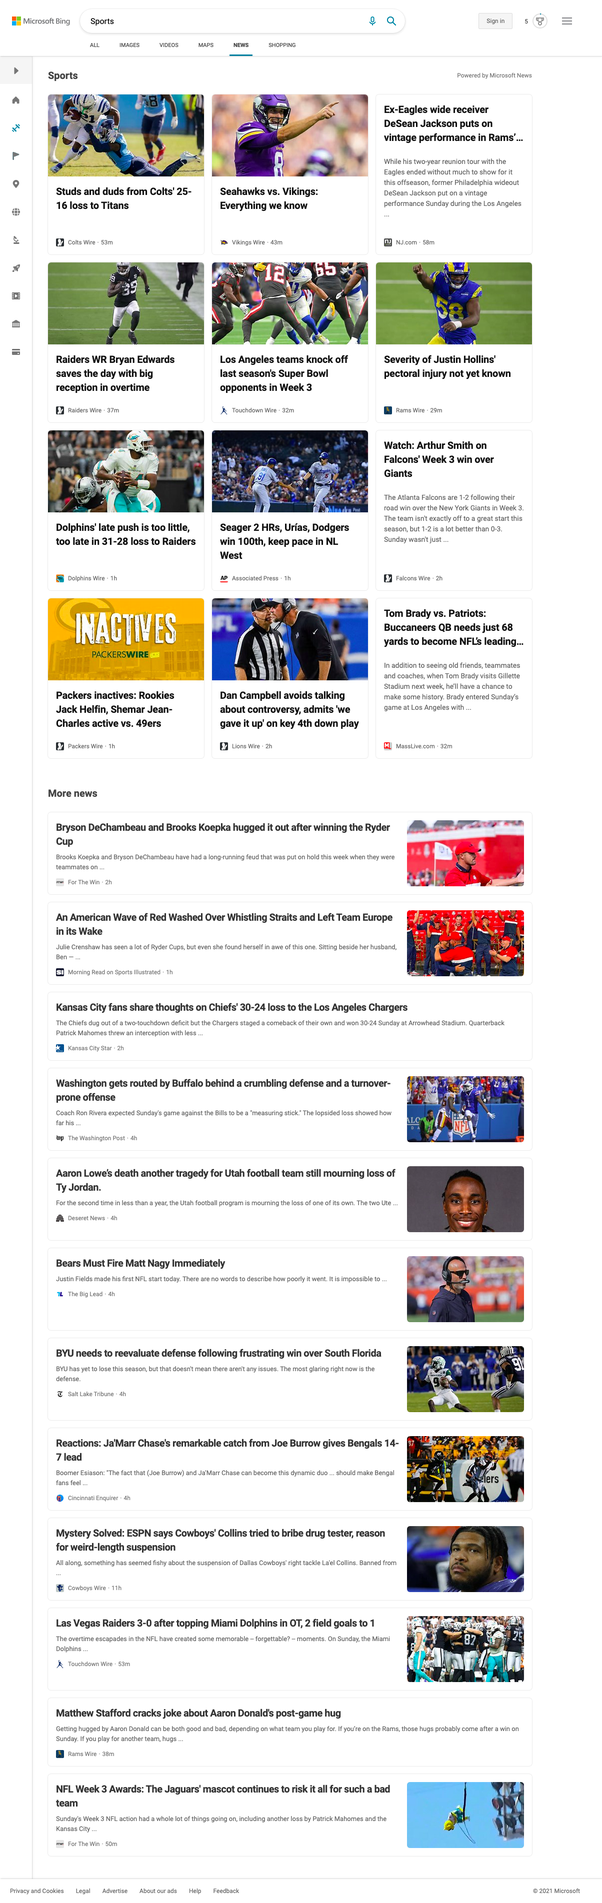 Microsoft Bing
Sports
Sign in
5
ALL IMAGES VIDEOS MAPS NEWS SHOPPING
Sports
Powered by Microsoft News
Studs and duds from Colts' 25-
16 loss to Titans
Colts Wire · 53m
Seahawks vs. Vikings:
Everything we know
Vikings Wire · 43m
Ex-Eagles wide receiver
DeSean Jackson puts on
vintage performance in Rams'...
While his two-year reunion tour with the
Eagles ended without much to show for it
this offseason, former Philadelphia wideout
DeSean Jackson put on a vintage
performance Sunday during the Los Angeles
...
NJ.com · 58m
Raiders WR Bryan Edwards
saves the day with big
reception in overtime
Raiders Wire · 37m
Los Angeles teams knock off
last season's Super Bowl
opponents in Week 3
Touchdown Wire · 32m
Severity of Justin Hollins'
pectoral injury not yet known
Rams Wire · 29m
Dolphins' late push is too little,
too late in 31-28 loss to Raiders
Dolphins Wire · 1h
Seager 2 HRs, Urías, Dodgers
win 100th, keep pace in NL
West
AP Associated Press · 1h
Watch: Arthur Smith on
Falcons' Week 3 win over
Giants
The Atlanta Falcons are 1-2 following their
road win over the New York Giants in Week 3.
The team isn't exactly off to a great start this
season, but 1-2 is a lot better than 0-3.
Sunday wasn't just ...
Falcons Wire · 2h
INACTIVES
PACKERSWIRE
Packers inactives: Rookies
Jack Helfin, Shemar Jean-
Charles active vs. 49ers
Packers Wire · 1h
Dan Campbell avoids talking
about controversy, admits 'we
gave it up' on key 4th down play
Lions Wire · 2h
Tom Brady vs. Patriots:
Buccaneers QB needs just 68
yards to become NFL's leading...
In addition to seeing old friends, teammates
and coaches, when Tom Brady visits Gillette
Stadium next week, he'll have a chance to
make some history. Brady entered Sunday's
game at Los Angeles with ...
MassLive.com · 32m
More news
Bryson DeChambeau and Brooks Koepka hugged it out after winning the Ryder
Cup
Brooks Koepka and Bryson DeChambeau have had a long-running feud that was put on hold this week when they were
teammates on ...
For The Win · 2h
An American Wave of Red Washed Over Whistling Straits and Left Team Europe
in its Wake
Julie Crenshaw has seen a lot of Ryder Cups, but even she found herself in awe of this one. Sitting beside her husband,
Ben — ...
Morning Read on Sports Illustrated · 1h
Kansas City fans share thoughts on Chiefs' 30-24 loss to the Los Angeles Chargers
The Chiefs dug out of a two-touchdown deficit but the Chargers staged a comeback of their own and won 30-24 Sunday at Arrowhead Stadium. Quarterback
Patrick Mahomes threw an interception with less ...
Kansas City Star · 2h
Washington gets routed by Buffalo behind a crumbling defense and a turnover-
prone offense
Coach Ron Rivera expected Sunday's game against the Bills to be a "measuring stick." The lopsided loss showed how
far his ...
The Washington Post · 4h
Aaron Lowe's death another tragedy for Utah football team still mourning loss of
Ty Jordan.
For the second time in less than a year, the Utah football program is mourning the loss of one of its own. The two Ute ...
Deseret News · 4h
Bears Must Fire Matt Nagy Immediately
Justin Fields made his first NFL start today. There are no words to describe how poorly it went. It is impossible to ...
The Big Lead · 4h
BYU needs to reevaluate defense following frustrating win over South Florida
BYU has yet to lose this season, but that doesn't mean there aren't any issues. The most glaring right now is the
defense.
Salt Lake Tribune · 4h
Reactions: Ja'Marr Chase's remarkable catch from Joe Burrow gives Bengals 14-
7 lead
Boomer Esiason: "The fact that (Joe Burrow) and Ja'Marr Chase can become this dynamic duo ... should make Bengal
fans feel ...
Cincinnati Enquirer · 4h
Mystery Solved: ESPN says Cowboys' Collins tried to bribe drug tester, reason
for weird-length suspension
All along, something has seemed fishy about the suspension of Dallas Cowboys' right tackle La'el Collins. Banned from
...
Cowboys Wire · 11h
Las Vegas Raiders 3-0 after topping Miami Dolphins in OT, 2 field goals to 1
The overtime escapades in the NFL have created some memorable – forgettable? – moments. On Sunday, the Miami
Dolphins ...
Touchdown Wire · 53m
Matthew Stafford cracks joke about Aaron Donald's post-game hug
Getting hugged by Aaron Donald can be both good and bad, depending on what team you play for. If you're on the Rams, those hugs probably come after a win on
Sunday. If you play for another team, hugs ...
Rams Wire · 38m
NFL Week 3 Awards: The Jaguars' mascot continues to risk it all for such a bad
team
Sunday's Week 3 NFL action had a whole lot of things going on, including another loss by Patrick Mahomes and the
Kansas City ...
For The Win · 50m
Privacy and Cookies Legal Advertise About our ads Help Feedback
© 2021 Microsoft